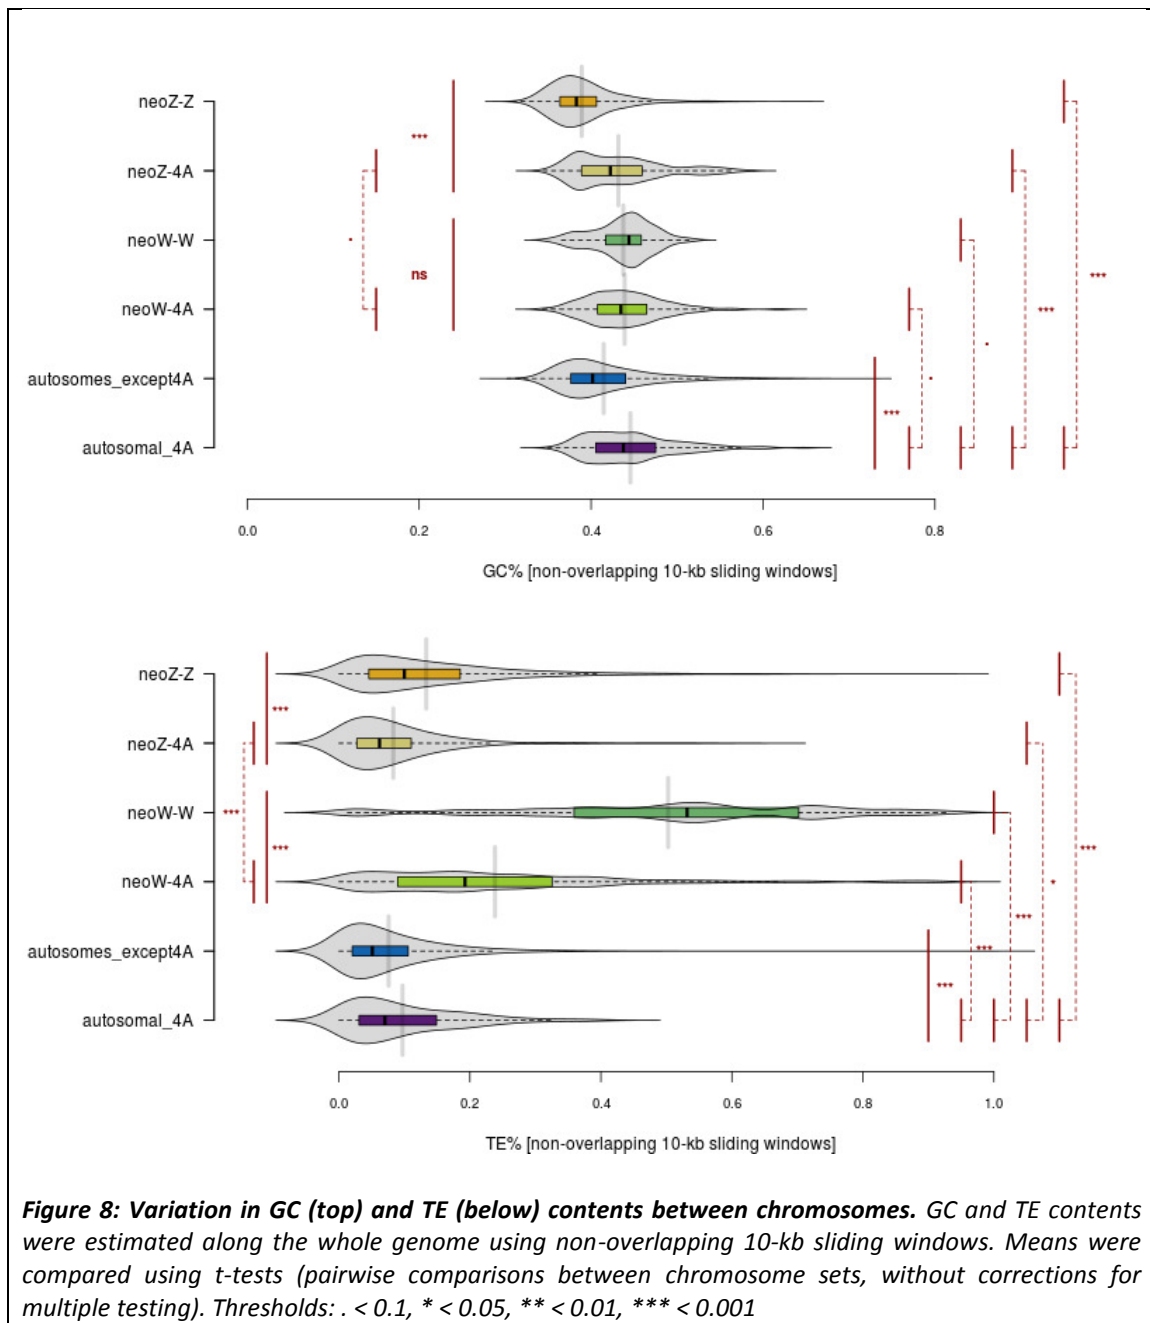 neoZ-Z
***
neoZ-4A
neoW-W
.
ns
***
neoW-4A
***
.
autosomes_except4A
.
***
autosomal_4A
0.0 0.2 0.4 0.6 0.8
GC% [non-overlapping 10-kb sliding windows]
neoZ-Z
***
neoZ-4A
neoW-W
***
***
***
neoW-4A
*
***
***
autosomes_except4A
***
autosomal_4A
0.0 0.2 0.4 0.6 0.8 1.0
TE% [non-overlapping 10-kb sliding windows]
Figure 8: Variation in GC (top) and TE (below) contents between chromosomes. GC and TE contents
were estimated along the whole genome using non-overlapping 10-kb sliding windows. Means were
compared using t-tests (pairwise comparisons between chromosome sets, without corrections for
multiple testing). Thresholds: . < 0.1, * < 0.05, ** < 0.01, *** < 0.001